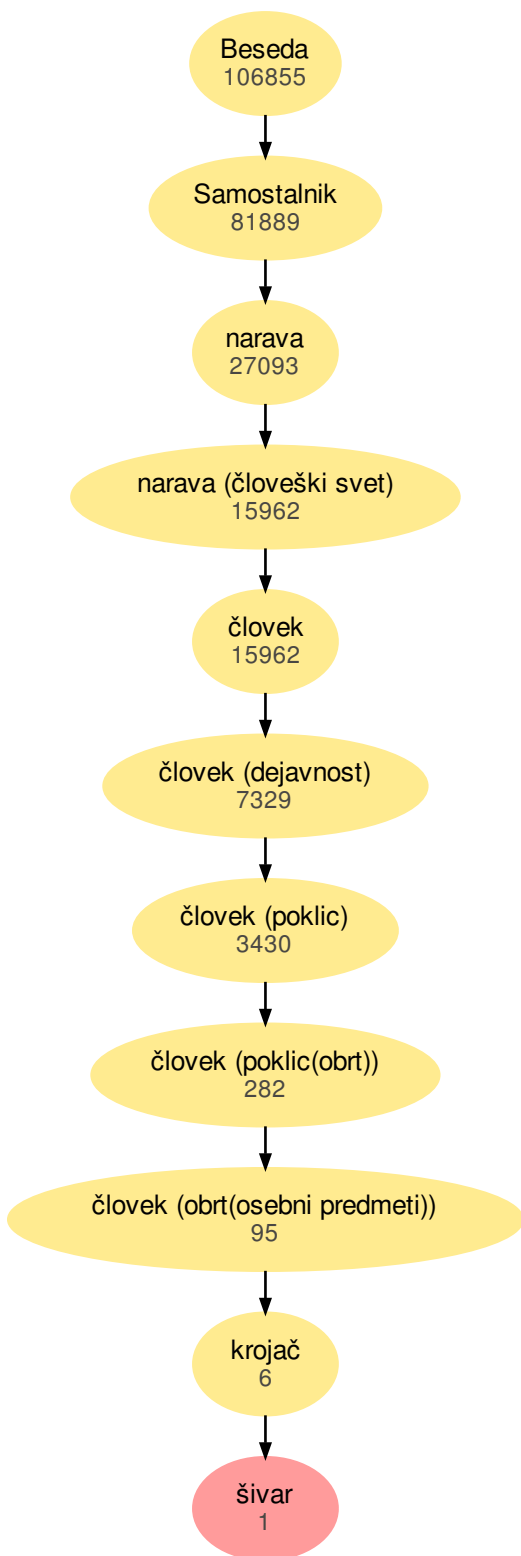 Beseda
106855
Samostalnik
81889
narava
27093
narava (človeški svet)
15962
človek
15962
človek (dejavnost)
7329
človek (poklic)
3430
človek (poklic(obrt))
282
človek (obrt(osebni predmeti))
95
krojač
6
šivar
1